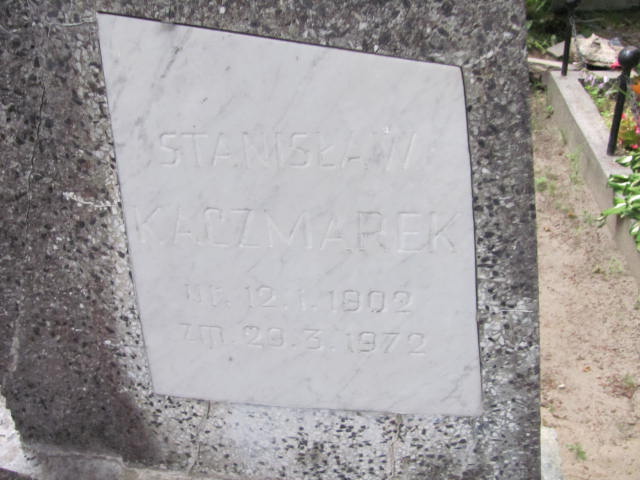 STANISŁAW
KACZMAREK
ur. 12.1.1902
zm. 29.3.1972